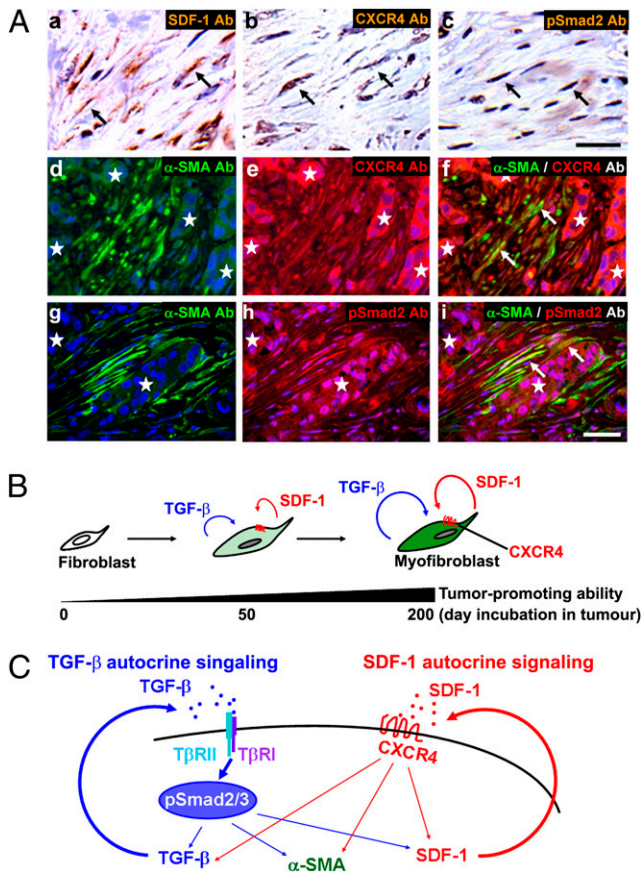 A
a SDF-1 Ab
b CXCR4 Ab
c pSmad2 Ab
d α-SMA Ab
e CXCR4 Ab
f α-SMA / CXCR4 Ab
g α-SMA Ab
h pSmad2 Ab
i α-SMA / pSmad2 Ab
B
TGF-β
SDF-1
TGF-β
SDF-1
Fibroblast
Myofibroblast
CXCR4
0
50
200
Tumor-promoting ability
(day incubation in tumour)
C
TGF-β autocrine singaling
SDF-1 autocrine signaling
TGF-β
SDF-1
TβRII
TβRI
CXCR4
pSmad2/3
TGF-β
α-SMA
SDF-1